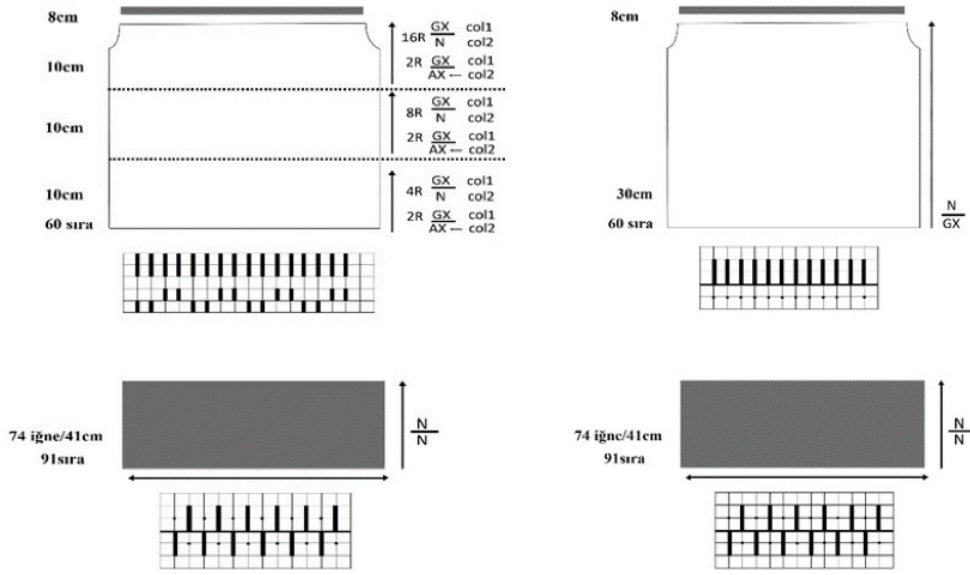 8cm
10cm
16R GX col1
N col2
2R GX col1
AX ← col2
10cm
8R GX col1
N col2
2R GX col1
AX ← col2
10cm
60 sıra
4R GX col1
N col2
2R GX col1
AX ← col2
8cm
30cm
60 sıra
N
GX
74 iğne/41cm
91sıra
N
N
74 iğne/41cm
91sıra
N
N